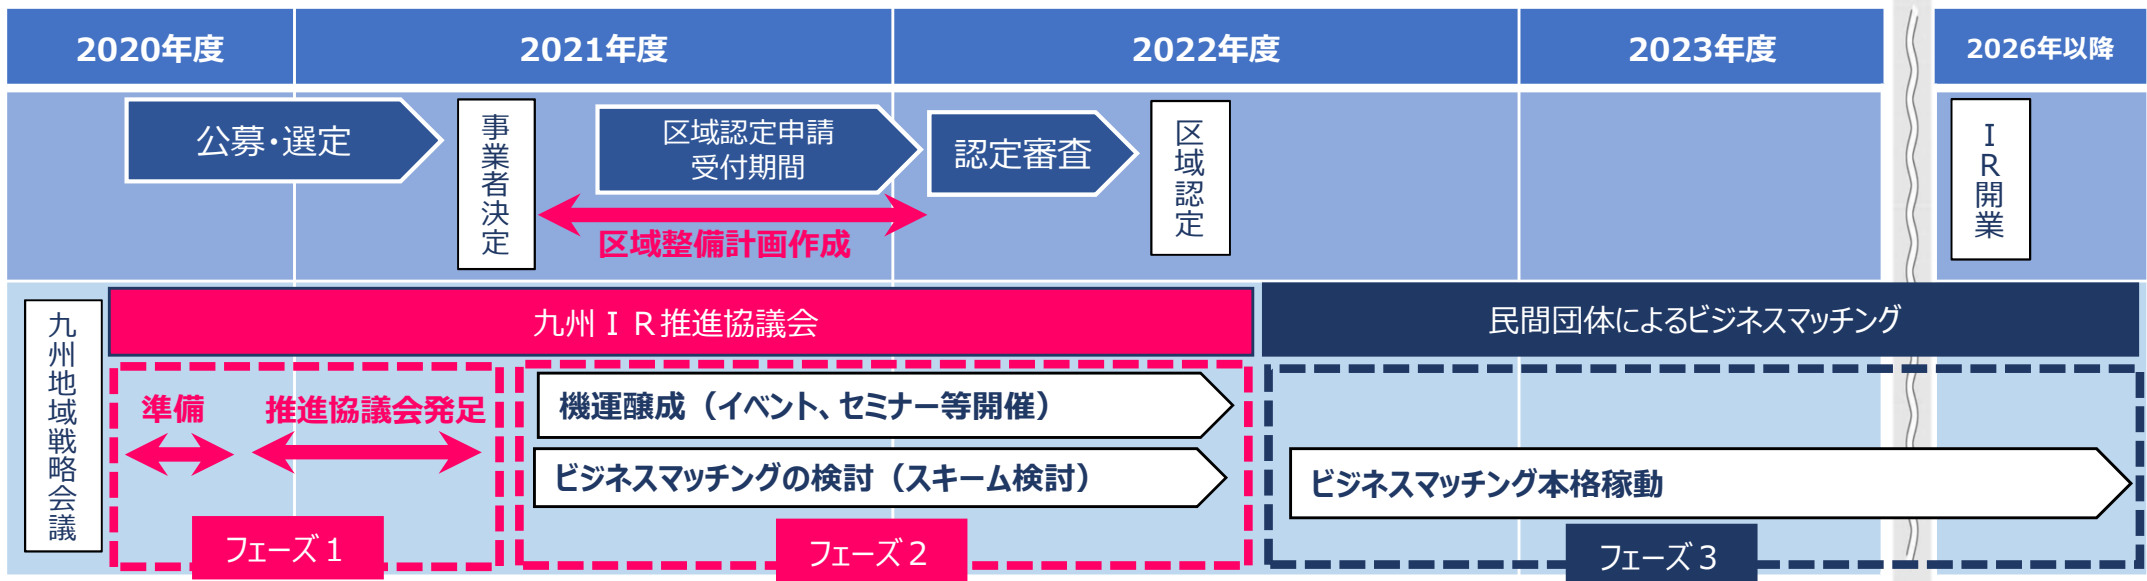 2020年度
2021年度
2022年度
2023年度
2026年以降
公募・選定
事業者決定
区域認定申請
受付期間
認定審査
区域認定
ＩＲ開業
区域整備計画作成
九州地域戦略会議
九州ＩＲ推進協議会
民間団体によるビジネスマッチング
準備
推進協議会発足
機運醸成（イベント、セミナー等開催）
ビジネスマッチングの検討（スキーム検討）
ビジネスマッチング本格稼動
フェーズ１
フェーズ２
フェーズ３